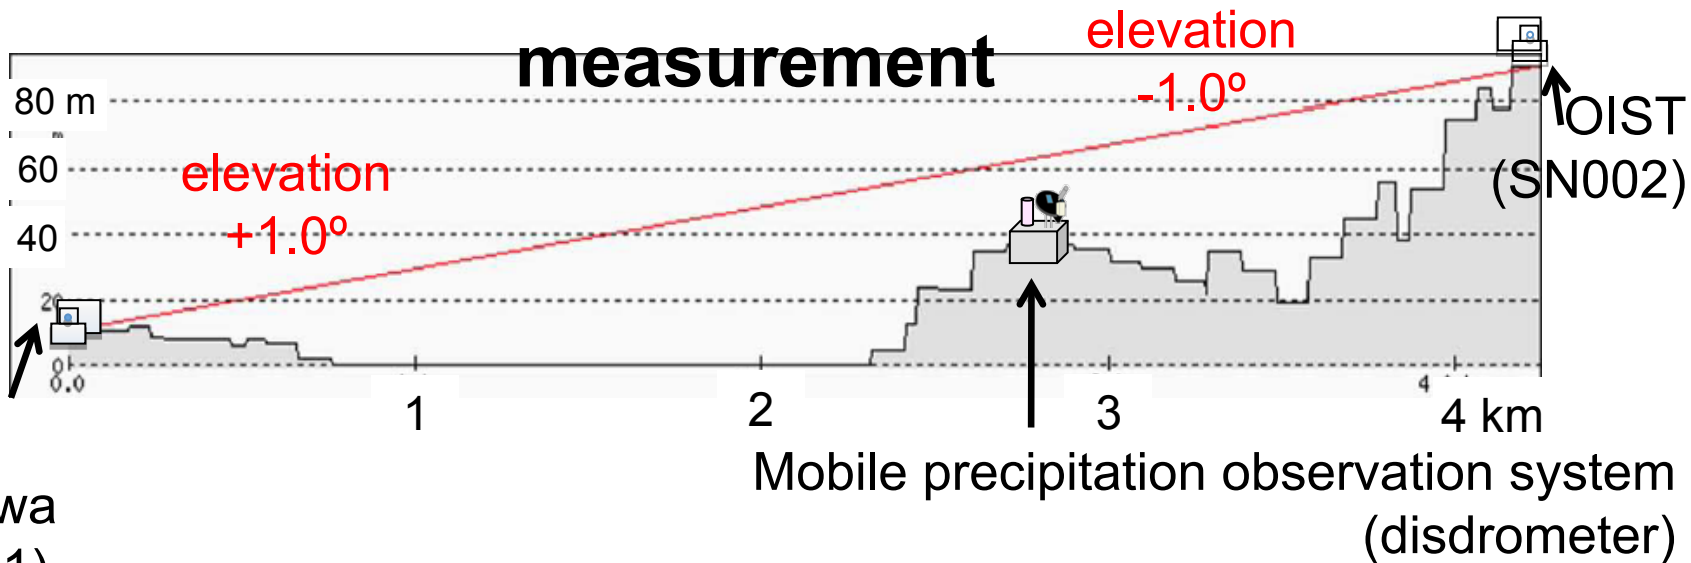 measurement
elevation
-1.0º
80 m
OIST
(SN002)
60
elevation
+1.0º
40
20
0
0.0
1
2
3
4
4 km
Mobile precipitation observation system
(disdrometer)
wa
1)